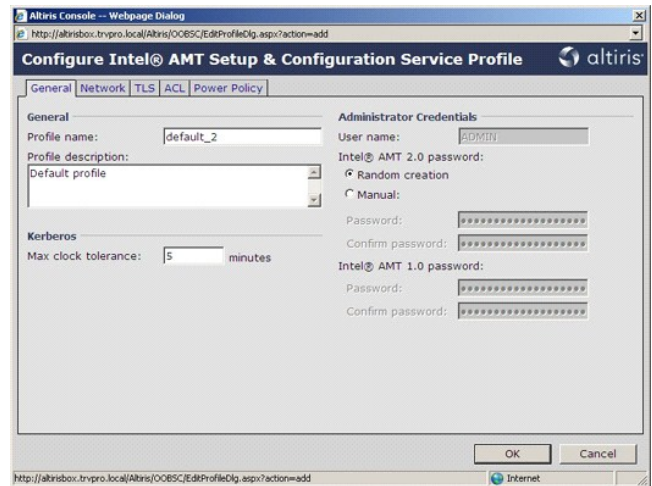 Altiris Console -- Webpage Dialog
http://altirisbox.trvpro.local/Altiris/OOBSC/EditProfileDlg.aspx?action=add
Configure Intel® AMT Setup & Configuration Service Profile
altiris
General Network TLS ACL Power Policy
General
Profile name: default_2
Profile description:
Default profile
Kerberos
Max clock tolerance: 5 minutes
Administrator Credentials
User name: ADMIN
Intel® AMT 2.0 password:
Random creation
Manual:
Password:
Confirm password:
Intel® AMT 1.0 password:
Password:
Confirm password:
OK Cancel
http://altirisbox.trvpro.local/Altiris/OOBSC/EditProfileDlg.aspx?action=add Internet